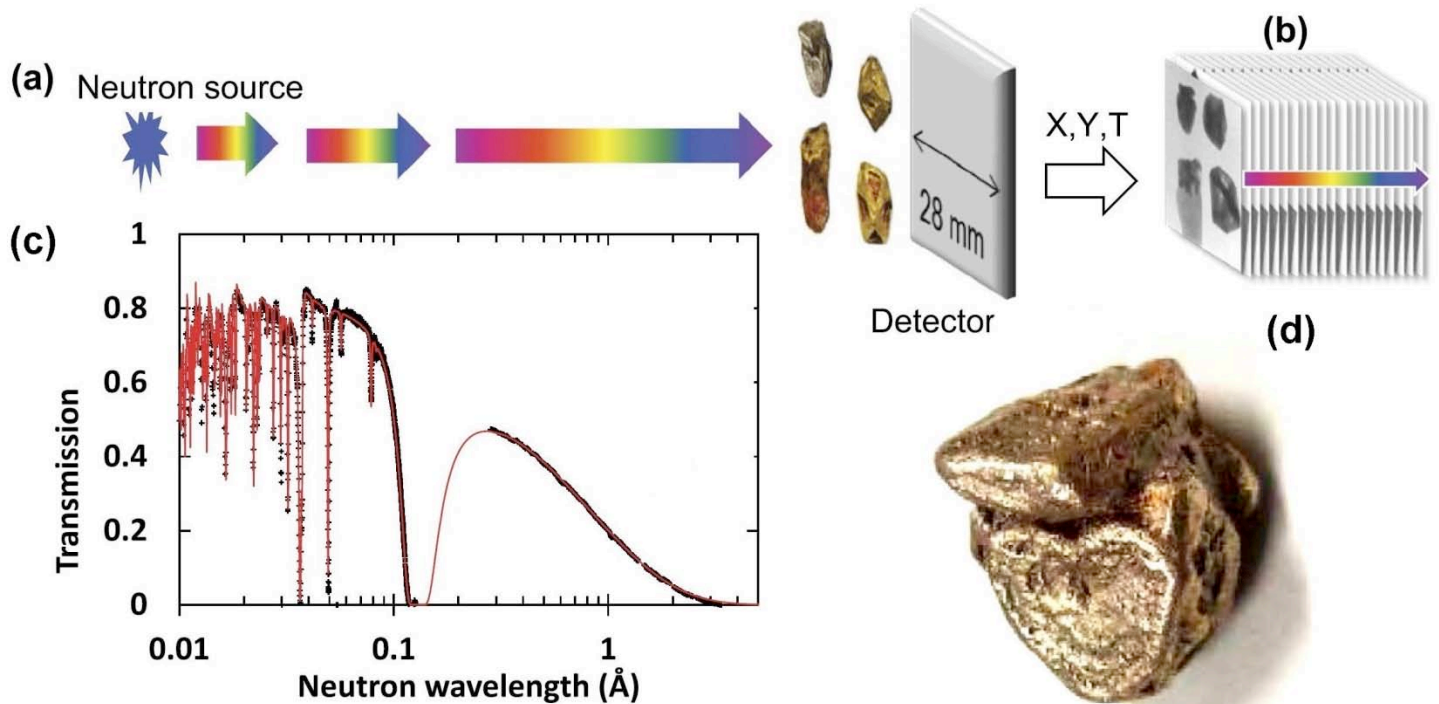 (a)
Neutron source
28 mm
Detector
X,Y,T
(b)
(c)
Transmission
1
0.8
0.6
0.4
0.2
0
0.01
0.1
1
Neutron wavelength (Å)
(d)